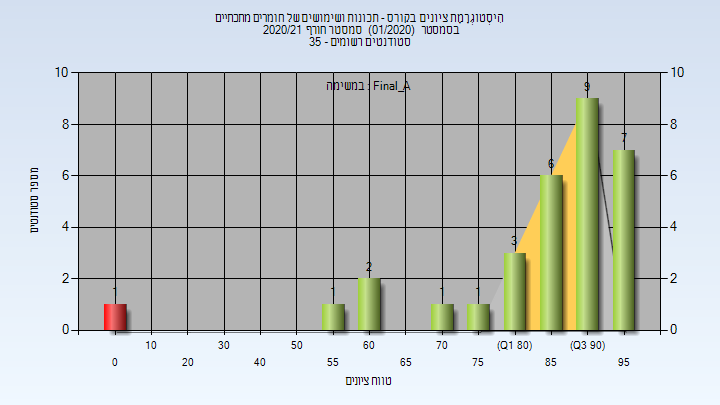 היסטוגרמת ציונים בקורס - תכונות ושימושים של חומרים מתכתיים
בסמסטר (01/2020) סמסטר חורף 2020/21
סטודנטים רשומים - 35
במשימה : Final_A
10 10
8 8
6 6
4 4
2 2
0 0
מספר סטודנטים
1 1 2 1 1 3 6 9 7
10 30 50 60 70 (Q1 80) (Q3 90)
0 20 40 55 65 75 85 95
טווח ציונים